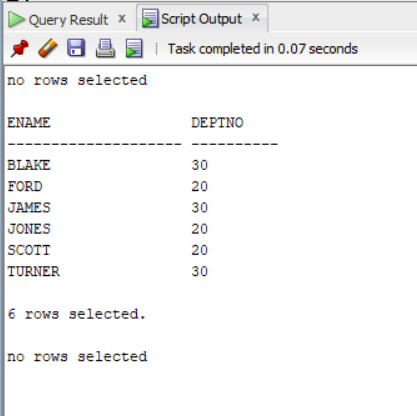 Query Result x Script Output x
Task completed in 0.07 seconds
no rows selected
ENAME DEPTNO
-------------------- ----------
BLAKE 30
FORD 20
JAMES 30
JONES 20
SCOTT 20
TURNER 30
6 rows selected.
no rows selected